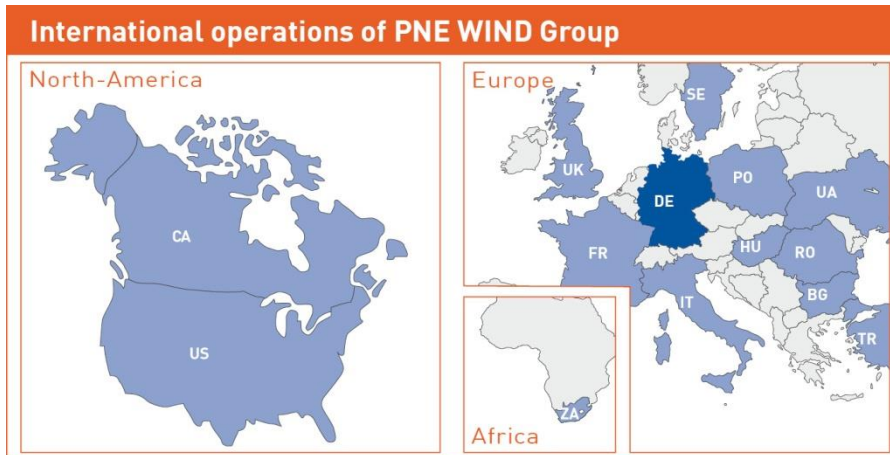 International operations of PNE WIND Group
North-America
CA
US
Europe
SE
UK
DE
PO
UA
FR
HU
RO
IT
BG
TR
ZA
Africa